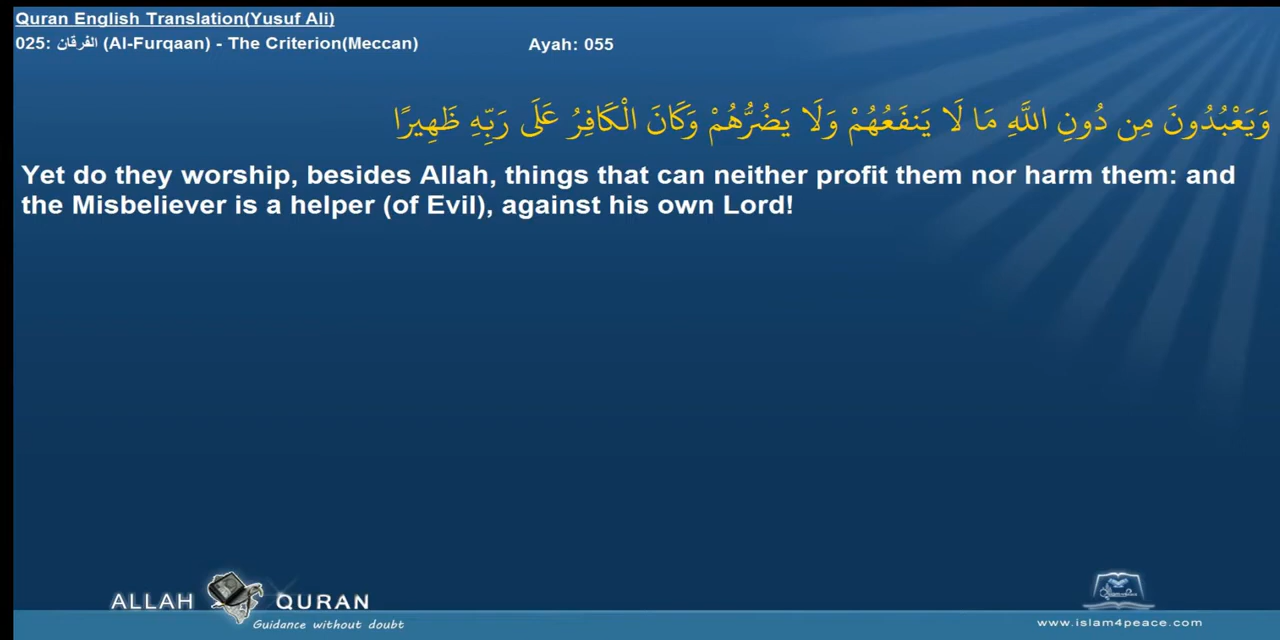 Quran English Translation(Yusuf Ali)
025: الفرقان (Al-Furqaan) - The Criterion(Meccan) Ayah: 055
وَيَعْبُدُونَ مِن دُونِ اللَّهِ مَا لَا يَنفَعُهُمْ وَلَا يَضُرُّهُمْ وَكَانَ الْكَافِرُ عَلَى رَبِّهِ ظَهِيرًا
Yet do they worship, besides Allah, things that can neither profit them nor harm them: and
the Misbeliever is a helper (of Evil), against his own Lord!
ALLAH QURAN
Guidance without doubt
www.islam4peace.com